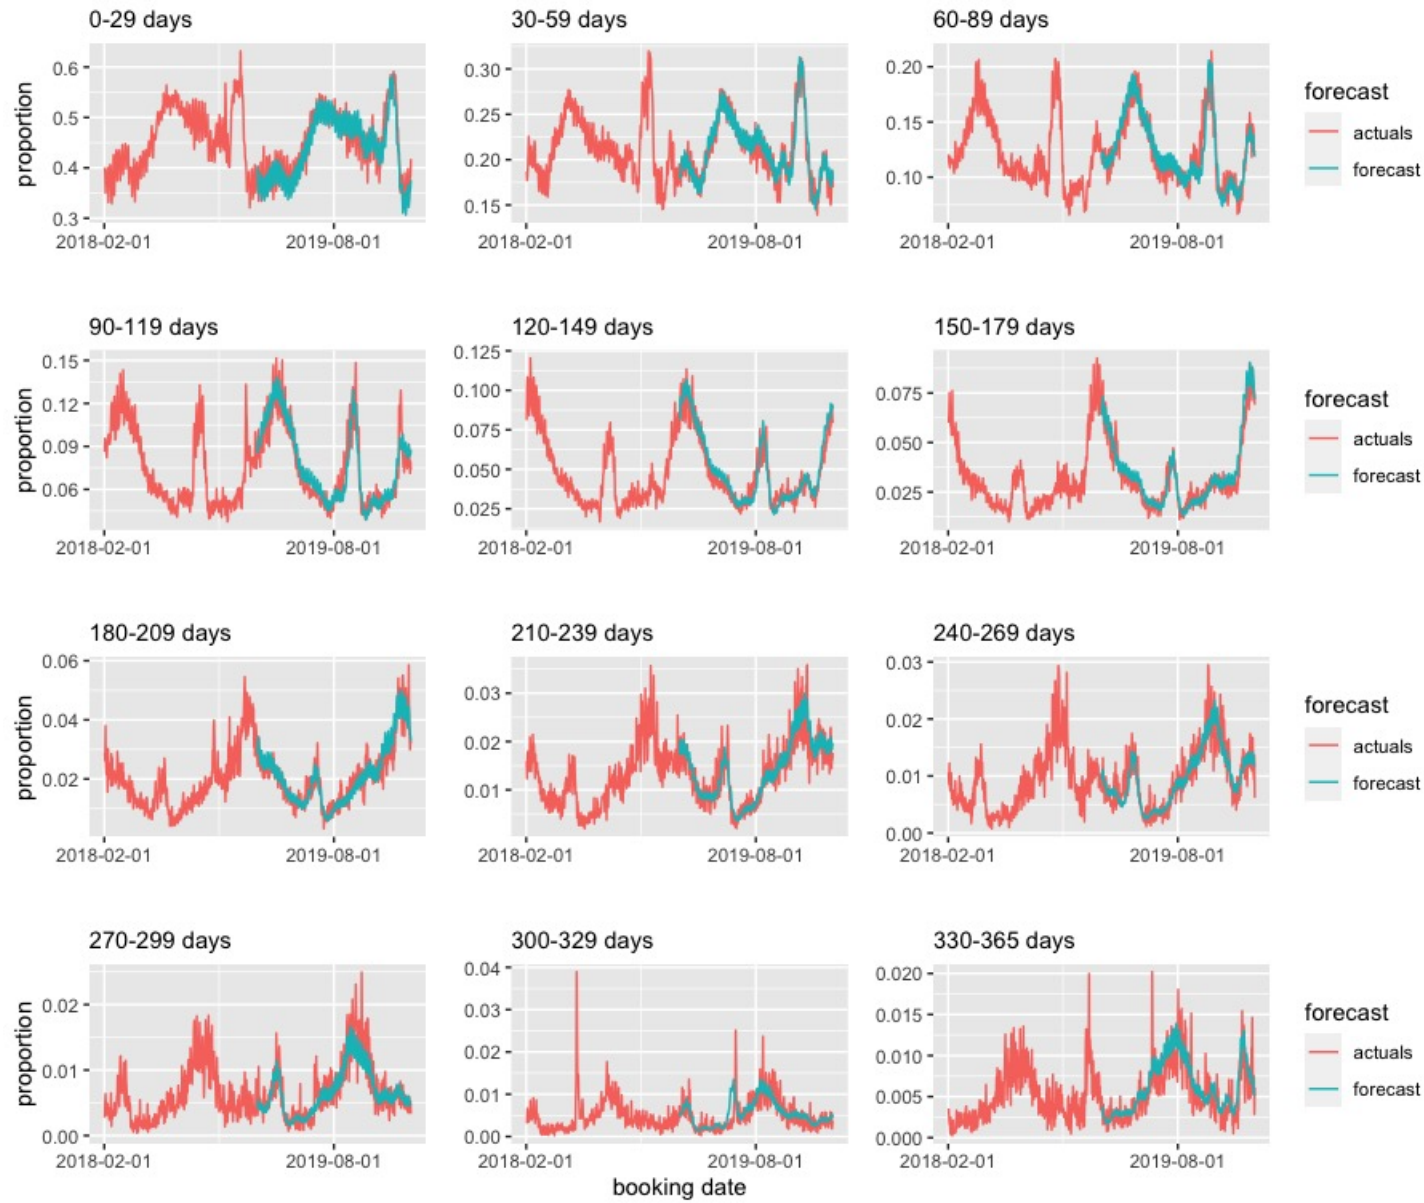 0-29 days
30-59 days
60-89 days
proportion
0.6
0.5
0.4
0.3
2018-02-01
2019-08-01
0.30
0.25
0.20
0.15
2018-02-01
2019-08-01
0.20
0.15
0.10
2018-02-01
2019-08-01
forecast
actuals
forecast
90-119 days
120-149 days
150-179 days
proportion
0.15
0.12
0.09
0.06
2018-02-01
2019-08-01
0.125
0.100
0.075
0.050
0.025
2018-02-01
2019-08-01
0.075
0.050
0.025
2018-02-01
2019-08-01
forecast
actuals
forecast
180-209 days
210-239 days
240-269 days
proportion
0.06
0.04
0.02
2018-02-01
2019-08-01
0.03
0.02
0.01
2018-02-01
2019-08-01
0.03
0.02
0.01
0.00
2018-02-01
2019-08-01
forecast
actuals
forecast
270-299 days
300-329 days
330-365 days
proportion
0.02
0.01
0.00
2018-02-01
2019-08-01
0.04
0.03
0.02
0.01
0.00
2018-02-01
2019-08-01
0.020
0.015
0.010
0.005
0.000
2018-02-01
2019-08-01
forecast
actuals
forecast
booking date